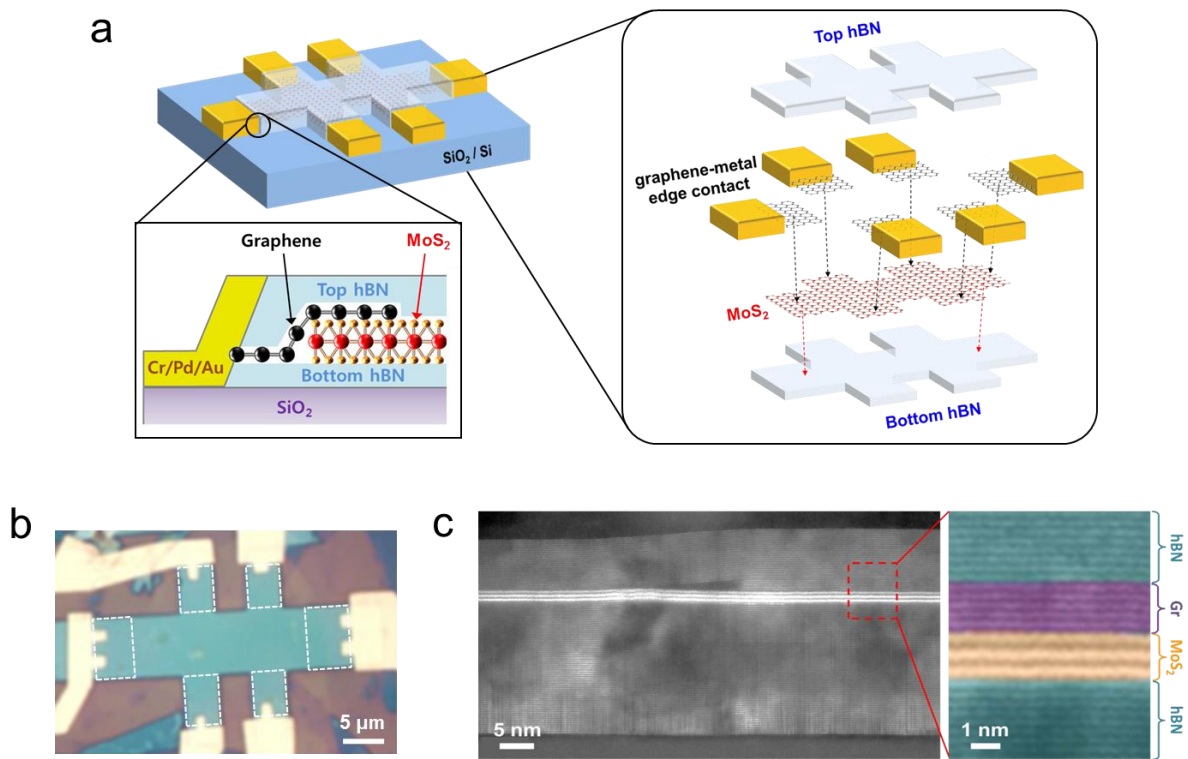 a
SiO₂ / Si
Graphene
MoS₂
Top hBN
Cr/Pd/Au
Bottom hBN
SiO₂
Top hBN
graphene-metal
edge contact
MoS₂
Bottom hBN
b
5 µm
c
5 nm
1 nm
hBN
Gr
MoS₂
hBN